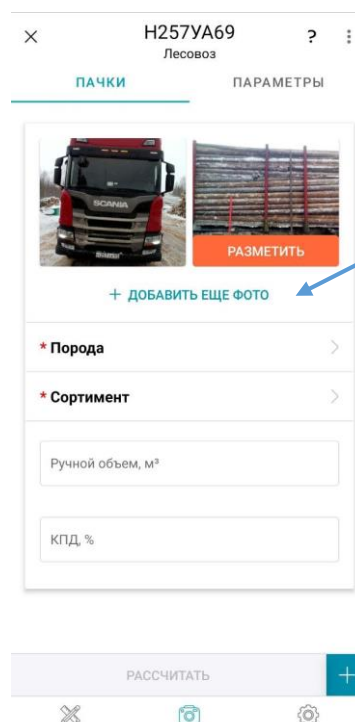 Н257УА69
?
Лесовоз
ПАЧКИ
ПАРАМЕТРЫ
SCANIA
РАЗМЕТИТЬ
+ ДОБАВИТЬ ЕЩЕ ФОТО
* Порода
* Сортимент
Ручной объем, м³
КПД, %
РАССЧИТАТЬ
+